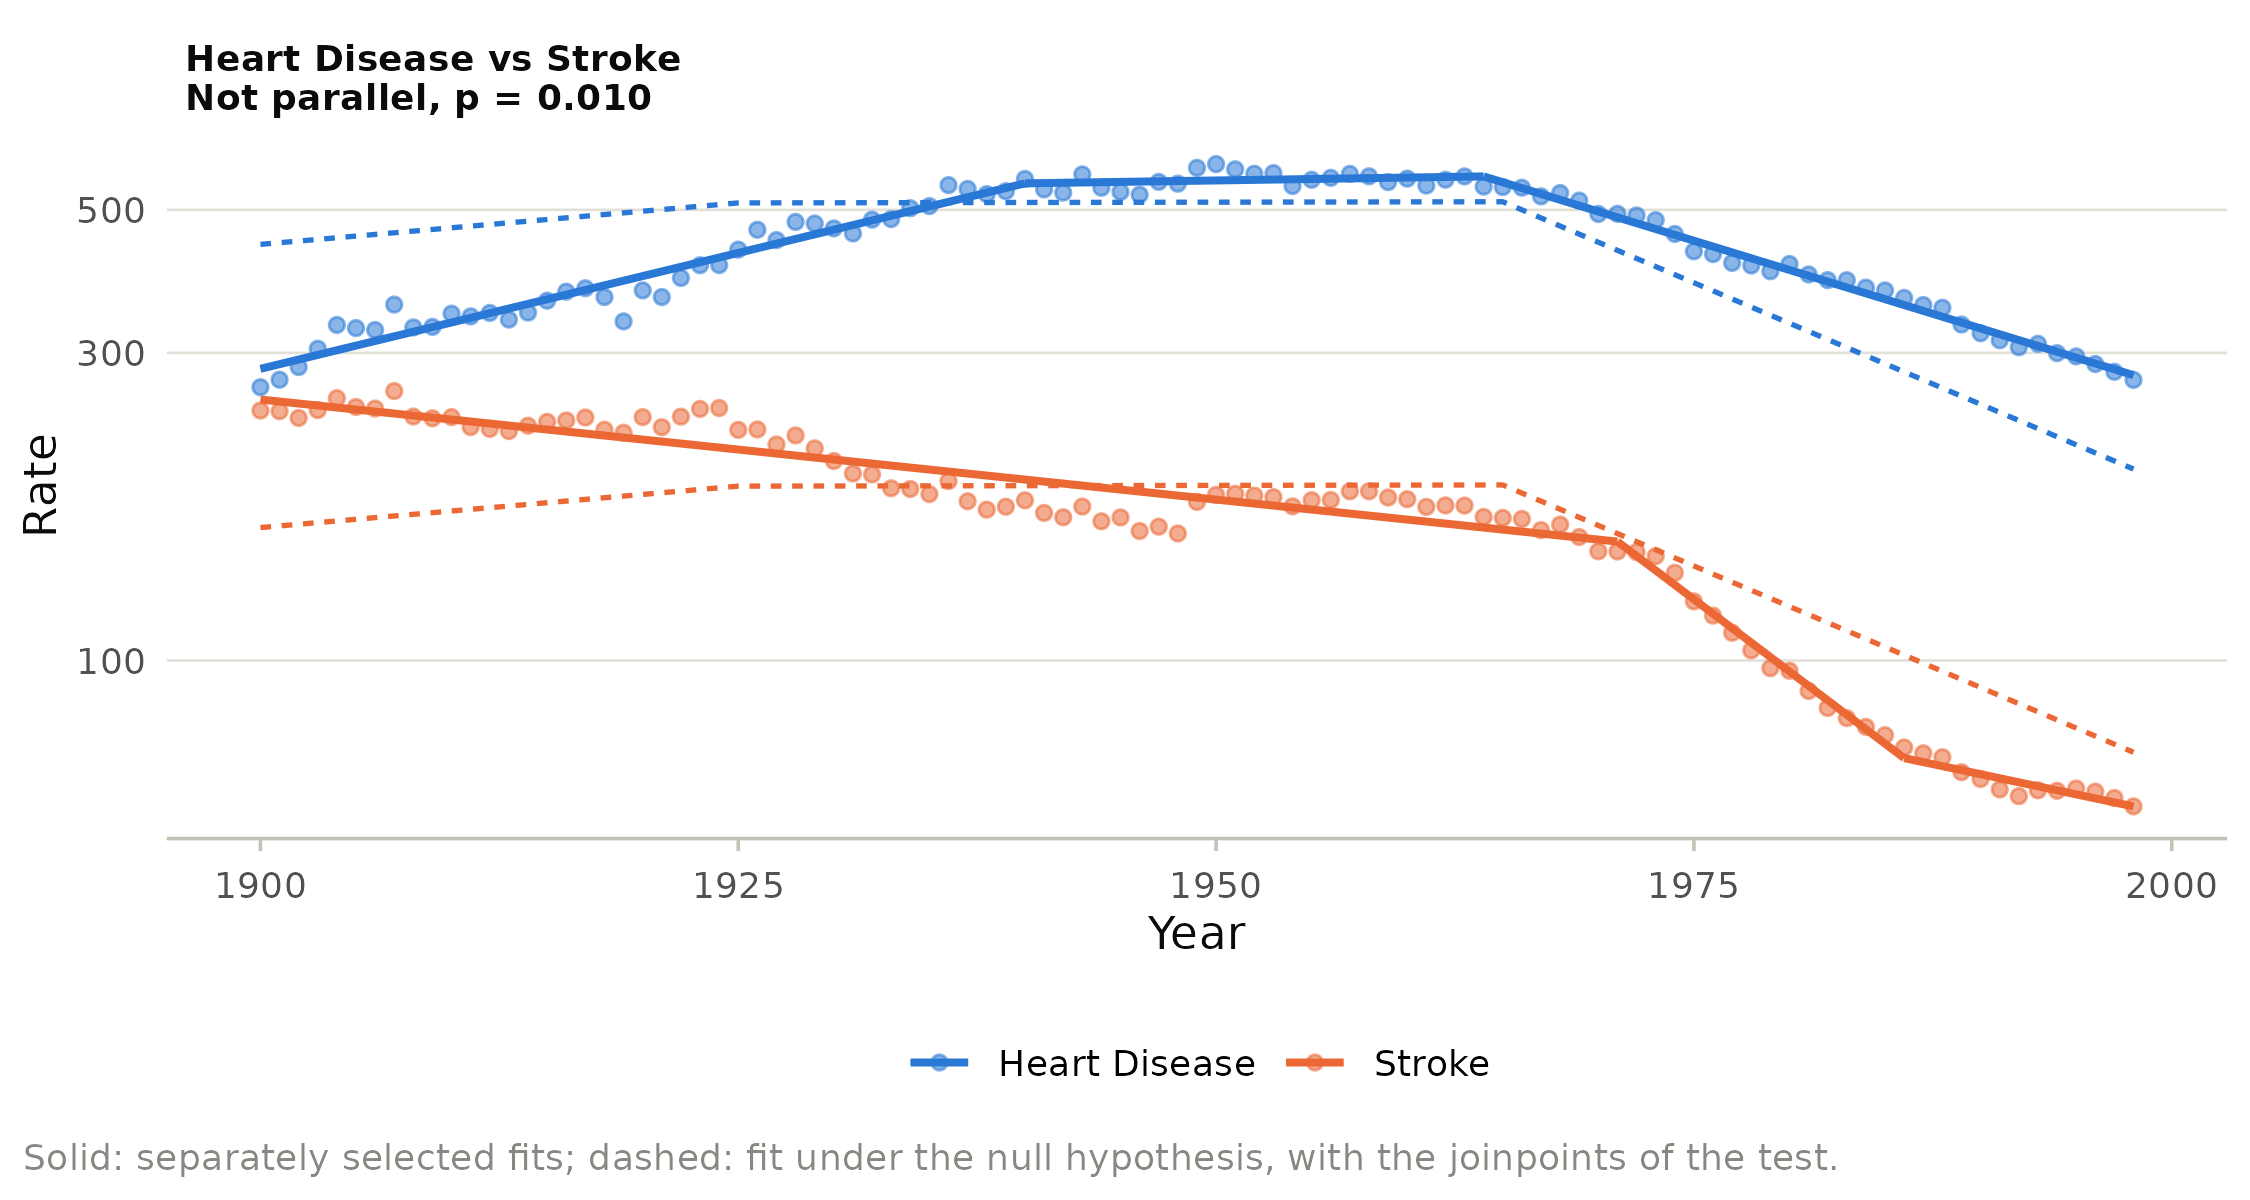 Heart Disease vs Stroke
Not parallel, p = 0.010
500
300
100
Rate
1900 1925 1950 1975 2000
Year
Heart Disease Stroke
Solid: separately selected fits; dashed: fit under the null hypothesis, with the joinpoints of the test.